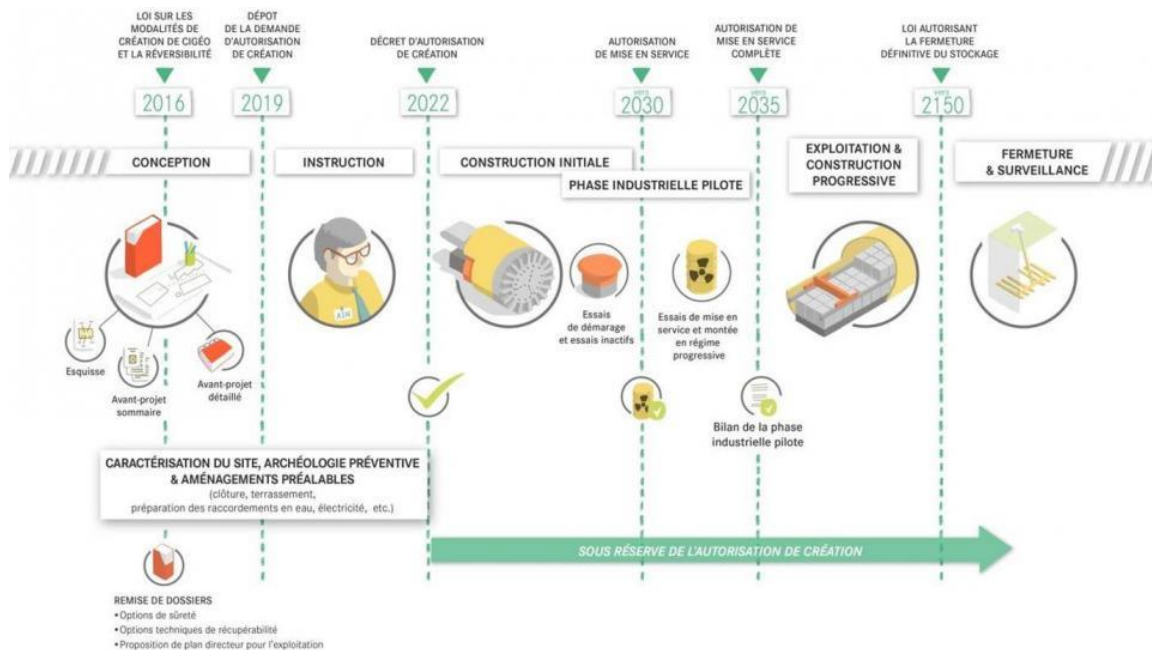 LOI SUR LES
MODALITÉS DE
CRÉATION DE CIGÉO
ET LA RÉVERSIBILITÉ
DÉPOT
DE LA DEMANDE
D'AUTORISATION
DE CRÉATION
DÉCRET D'AUTORISATION
DE CRÉATION
AUTORISATION
DE MISE EN SERVICE
AUTORISATION DE
MISE EN SERVICE
COMPLÈTE
LOI AUTORISANT
LA FERMETURE
DÉFINITIVE DU STOCKAGE
2016
2019
2022
vers
2030
vers
2035
vers
2150
CONCEPTION
INSTRUCTION
CONSTRUCTION INITIALE
PHASE INDUSTRIELLE PILOTE
EXPLOITATION &
CONSTRUCTION
PROGRESSIVE
FERMETURE
& SURVEILLANCE
ASN
Esquisse
Avant-projet
sommaire
Avant-projet
détaillé
Essais
de démarage
et essais inactifs
Essais de mise en
service et montée
en régime
progressive
Bilan de la phase
industrielle pilote
CARACTÉRISATION DU SITE, ARCHÉOLOGIE PRÉVENTIVE
& AMÉNAGEMENTS PRÉALABLES
(clôture, terrassement,
préparation des raccordements en eau, électricité, etc.)
SOUS RÉSERVE DE L'AUTORISATION DE CRÉATION
REMISE DE DOSSIERS
• Options de sûreté
• Options techniques de récupérabilité
• Proposition de plan directeur pour l'exploitation